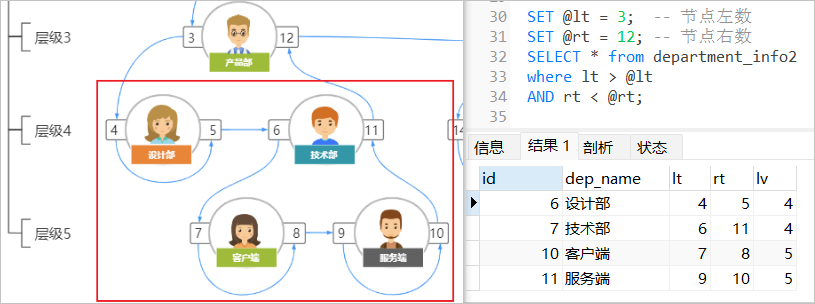 层级3
3
12
产品部
层级4
4
5
6
11
14
设计部
技术部
层级5
7
8
9
10
客户端
服务端
30 SET @lt = 3; -- 节点左数
31 SET @rt = 12; -- 节点右数
32 SELECT * from department_info2
33 where lt > @lt
34 AND rt < @rt;
35
信息 结果 1 剖析 状态
id dep_name lt rt lv
6 设计部 4 5 4
7 技术部 6 11 4
10 客户端 7 8 5
11 服务端 9 10 5